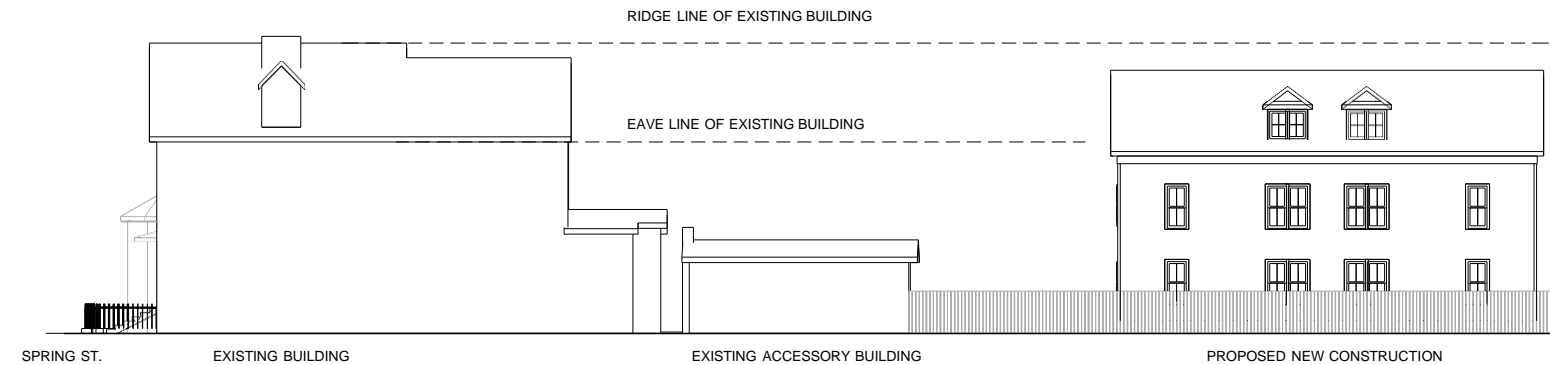 RIDGE LINE OF EXISTING BUILDING
EAVE LINE OF EXISTING BUILDING
SPRING ST.
EXISTING BUILDING
EXISTING ACCESSORY BUILDING
PROPOSED NEW CONSTRUCTION